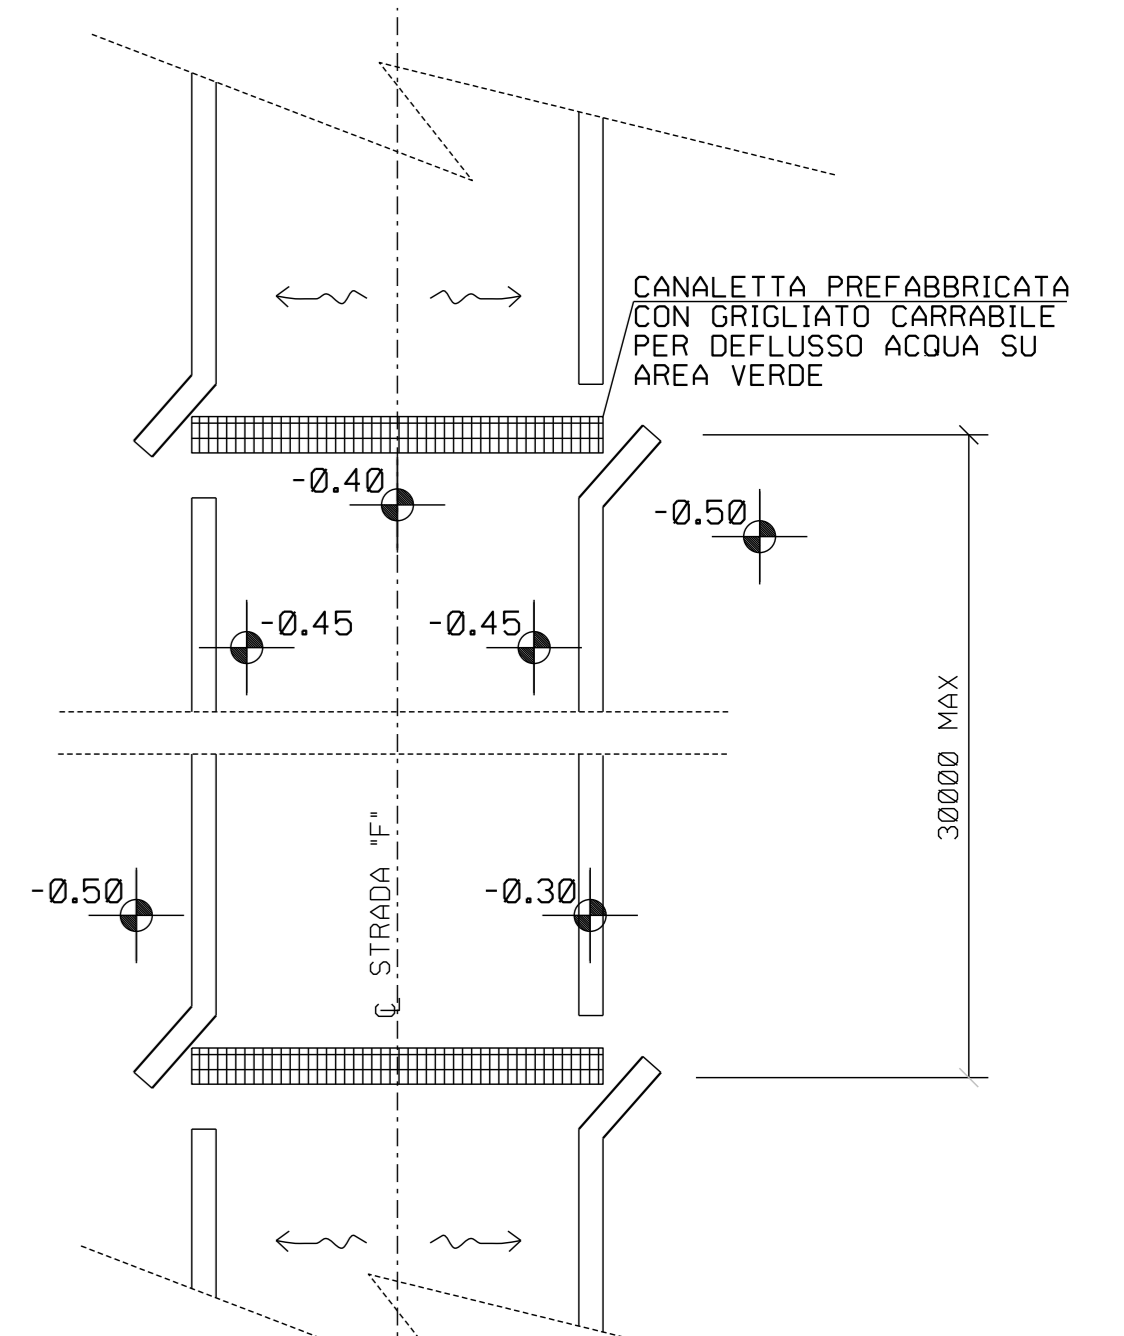 CANALETTA PREFABBRICATA
CON GRIGLIATO CARRABILE
PER DEFLUSSO ACQUA SU
AREA VERDE
-0.40
-0.50
-0.45
-0.45
30000 MAX
℄ STRADA "F"
-0.50
-0.30